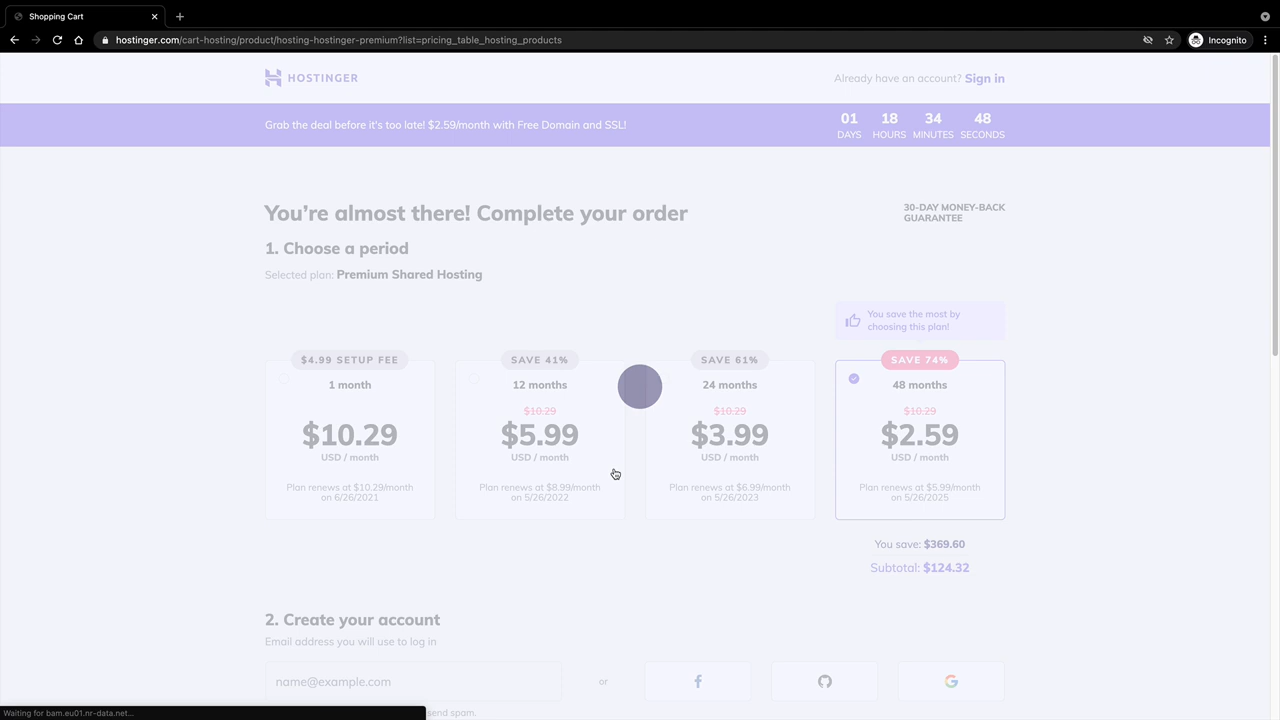 Shopping Cart
hostinger.com/cart-hosting/product/hosting-hostinger-premium?list=pricing_table_hosting_products
Incognito
HOSTINGER
Already have an account? Sign in
Grab the deal before it's too late! $2.59/month with Free Domain and SSL!
01 18 34 48
DAYS HOURS MINUTES SECONDS
You're almost there! Complete your order
30-DAY MONEY-BACK
GUARANTEE
1. Choose a period
Selected plan: Premium Shared Hosting
You save the most by
choosing this plan!
$4.99 SETUP FEE
1 month
$10.29
USD / month
Plan renews at $10.29/month
on 6/26/2021
SAVE 41%
12 months
$10.29
$5.99
USD / month
Plan renews at $8.99/month
on 5/26/2022
SAVE 61%
24 months
$10.29
$3.99
USD / month
Plan renews at $6.99/month
on 5/26/2023
SAVE 74%
48 months
$10.29
$2.59
USD / month
Plan renews at $5.99/month
on 5/26/2025
You save: $369.60
Subtotal: $124.32
2. Create your account
Email address you will use to log in
name@example.com
or
send spam.
Waiting for bam.eu01.nr-data.net...